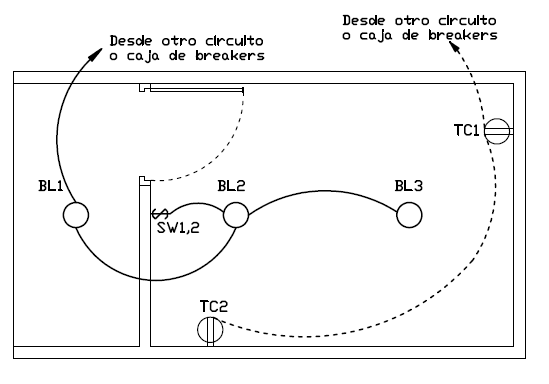 Desde otro circuito
o caja de breakers
Desde otro circuito
o caja de breakers
TC1
BL1
BL2
BL3
SW1,2
TC2